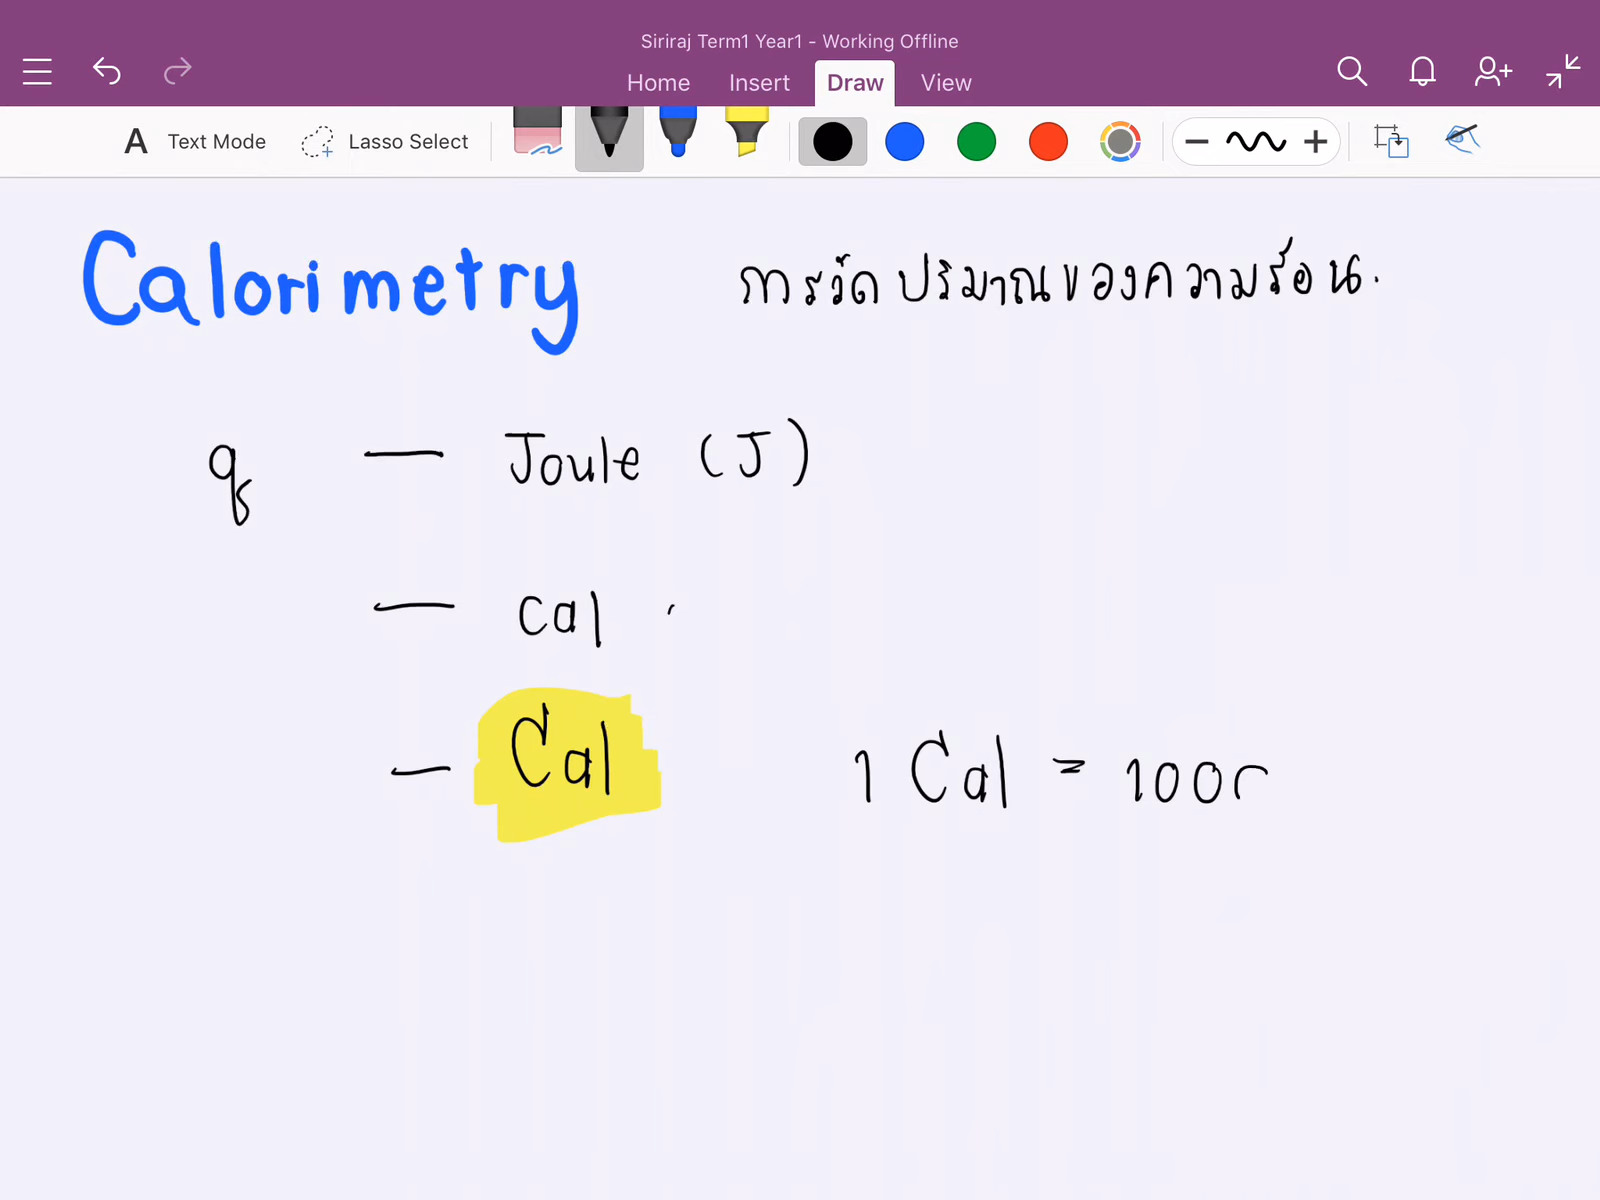 Siriraj Term1 Year1 - Working Offline
Home Insert Draw View
A Text Mode Lasso Select
Calorimetry การวัดปริมาณของความร้อน.
q — Joule (J)
— cal
— Cal 1 Cal = 100